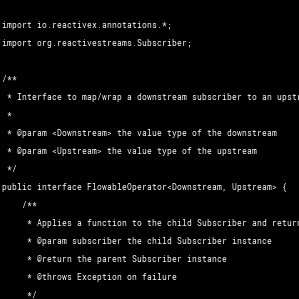 import io.reactivex.annotations.*;
import org.reactivestreams.Subscriber;
/**
* Interface to map/wrap a downstream subscriber to an
*
* @param <Downstream> the value type of the downstream
* @param <Upstream> the value type of the upstream
*/
public interface FlowableOperator<Downstream, Upstream> {
/**
* Applies a function to the child Subscriber and
* @param subscriber the child Subscriber instance
* @return the parent Subscriber instance
* @throws Exception on failure
*/